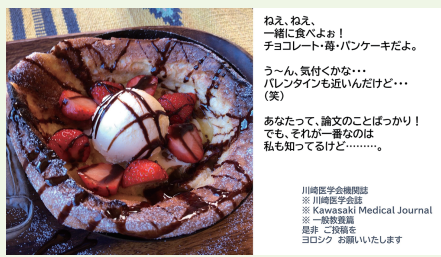 ねえ、ねえ、
一緒に食べよぉ！
チョコレート・苺・パンケーキだよ。
う～ん、気付くかな・・・
バレンタインも近いんだけど・・・
（笑）
あなたって、論文のことばっかり！
でも、それが一番なのは
私も知ってるけど………。
川崎医学会機関誌
※ 川崎医学会誌
※ Kawasaki Medical Journal
※ 一般教養篇
是非 ご投稿を
ヨロシク お願いいたします